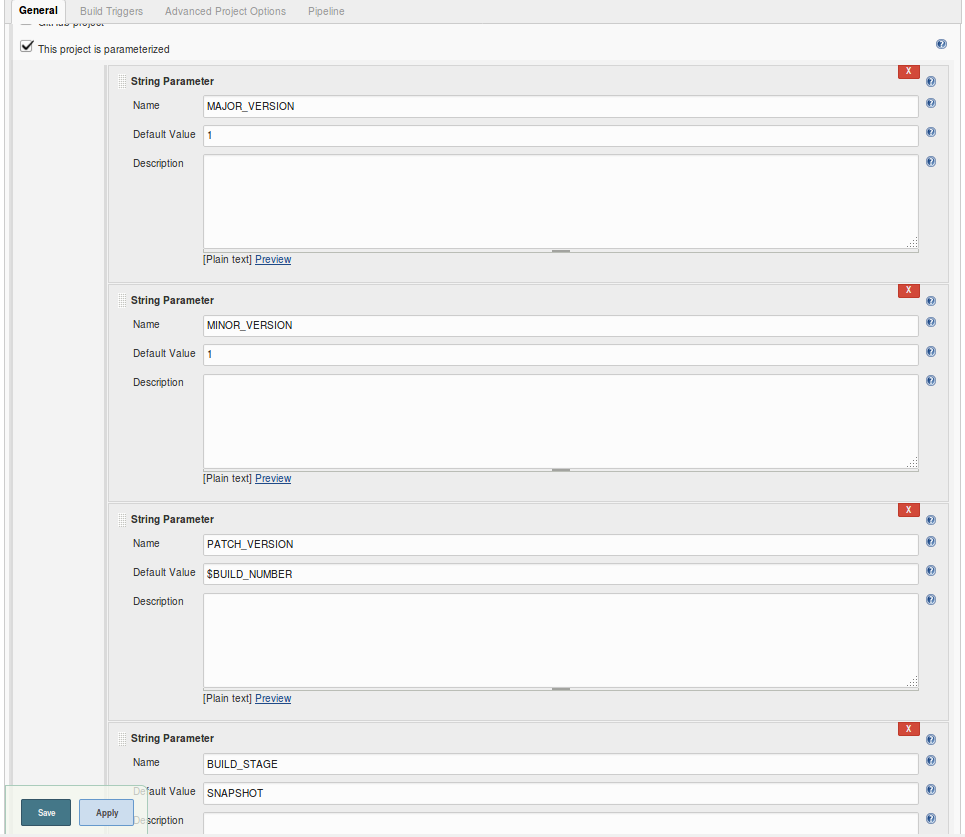 General Build Triggers Advanced Project Options Pipeline
GitHub project
This project is parameterized
X
String Parameter
Name MAJOR_VERSION
Default Value 1
Description
[Plain text] Preview
X
String Parameter
Name MINOR_VERSION
Default Value 1
Description
[Plain text] Preview
X
String Parameter
Name PATCH_VERSION
Default Value $BUILD_NUMBER
Description
[Plain text] Preview
X
String Parameter
Name BUILD_STAGE
Default Value SNAPSHOT
Save Apply
Description